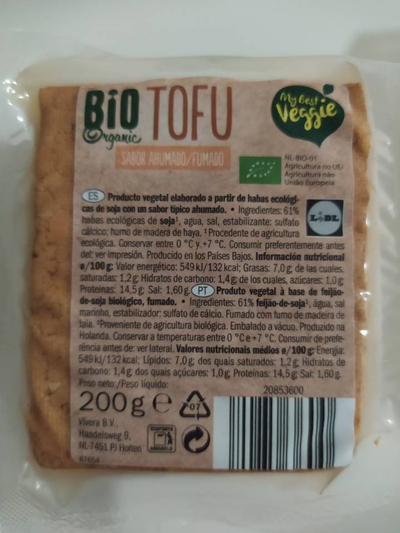 BIO
Organic
TOFU
SABOR AHUMADO/FUMADO
My Best
Veggie
NL-BIO-01
Agricultura no UE/
Agricultura não
União Europeia
LIDL
ES Producto vegetal elaborado a partir de habas ecológi-
cas de soja con un sabor típico ahumado. • Ingredientes: 61%
habas ecológicas de soja¹, agua, sal, estabilizante: sulfato
cálcico; humo de madera de haya. ¹Procedente de agricultura
ecológica. Conservar entre 0 °C y +7 °C. Consumir preferentemente antes
del: ver impresión. Producido en los Países Bajos. Información nutricional
ø/100 g: Valor energético: 549 kJ/132 kcal; Grasas: 7,0 g; de las cuales,
saturadas: 1,2 g; Hidratos de carbono: 1,4 g; de los cuales, azúcares: 1,0 g;
Proteínas: 14,5 g; Sal: 1,60 g. PT Produto vegetal à base de feijão-
de-soja biológico, fumado. • Ingredientes: 61% feijão-de-soja¹, água, sal
marinho, estabilizador: sulfato de cálcio. Fumado com fumo de madeira de
faia. ¹Proveniente de agricultura biológica. Embalado a vácuo. Produzido na
Holanda. Conservar a temperaturas entre 0 °C e +7 °C. Consumir de prefe-
rência antes de: ver lateral. Valores nutricionais médios ø/100 g: Energia:
549 kJ/132 kcal; Lípidos: 7,0 g; dos quais saturados: 1,2 g; Hidratos de
carbono: 1,4 g, dos quais açúcares: 1,0 g; Proteínas: 14,5 g; Sal: 1,60 g.
Peso neto:/Peso líquido:
200 g e
07
20853600
Vivera B.V.,
Handelsweg 9,
NL-7451 PJ Holten
87654